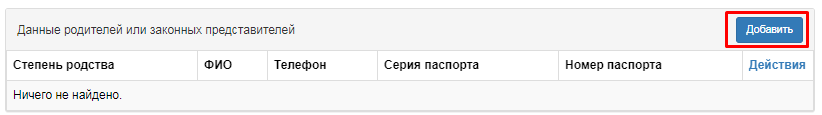 Данные родителей или законных представителей Добавить
Степень родства ФИО Телефон Серия паспорта Номер паспорта Действия
Ничего не найдено.